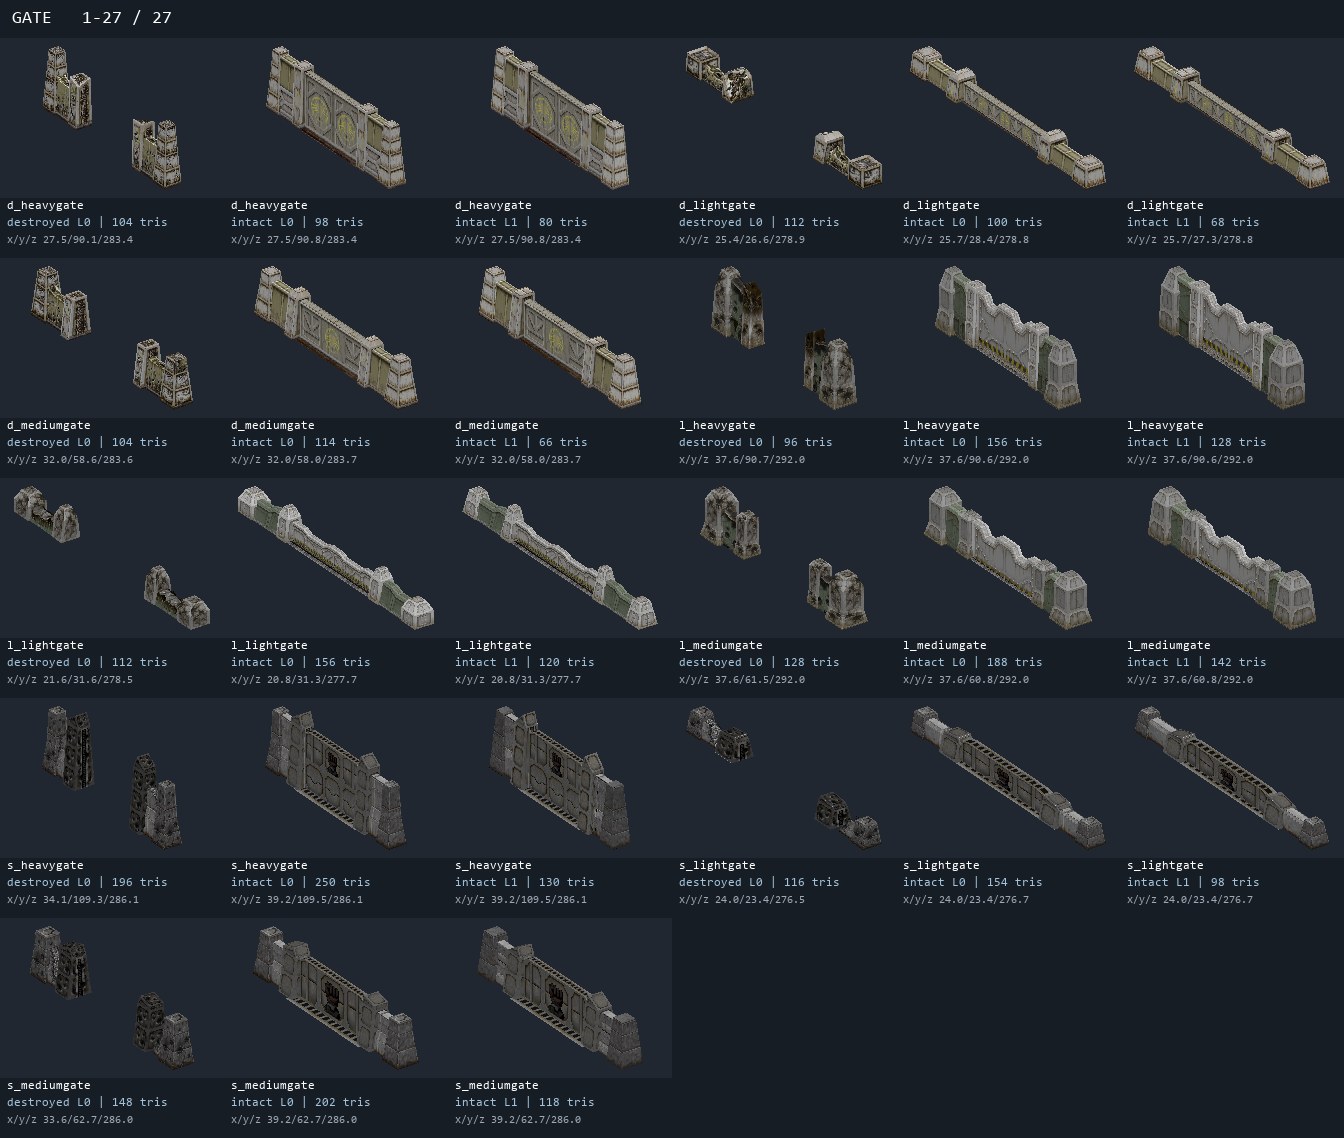 GATE 1-27 / 27
d_heavygate
destroyed L0 | 104 tris
x/y/z 27.5/90.1/283.4
d_heavygate
intact L0 | 98 tris
x/y/z 27.5/90.8/283.4
d_heavygate
intact L1 | 80 tris
x/y/z 27.5/90.8/283.4
d_lightgate
destroyed L0 | 112 tris
x/y/z 25.4/26.6/278.9
d_lightgate
intact L0 | 100 tris
x/y/z 25.7/28.4/278.8
d_lightgate
intact L1 | 68 tris
x/y/z 25.7/27.3/278.8
d_mediumgate
destroyed L0 | 104 tris
x/y/z 32.0/58.6/283.6
d_mediumgate
intact L0 | 114 tris
x/y/z 32.0/58.0/283.7
d_mediumgate
intact L1 | 66 tris
x/y/z 32.0/58.0/283.7
l_heavygate
destroyed L0 | 96 tris
x/y/z 37.6/90.7/292.0
l_heavygate
intact L0 | 156 tris
x/y/z 37.6/90.6/292.0
l_heavygate
intact L1 | 128 tris
x/y/z 37.6/90.6/292.0
l_lightgate
destroyed L0 | 112 tris
x/y/z 21.6/31.6/278.5
l_lightgate
intact L0 | 156 tris
x/y/z 20.8/31.3/277.7
l_lightgate
intact L1 | 120 tris
x/y/z 20.8/31.3/277.7
l_mediumgate
destroyed L0 | 128 tris
x/y/z 37.6/61.5/292.0
l_mediumgate
intact L0 | 188 tris
x/y/z 37.6/60.8/292.0
l_mediumgate
intact L1 | 142 tris
x/y/z 37.6/60.8/292.0
s_heavygate
destroyed L0 | 196 tris
x/y/z 34.1/109.3/286.1
s_heavygate
intact L0 | 250 tris
x/y/z 39.2/109.5/286.1
s_heavygate
intact L1 | 130 tris
x/y/z 39.2/109.5/286.1
s_lightgate
destroyed L0 | 116 tris
x/y/z 24.0/23.4/276.5
s_lightgate
intact L0 | 154 tris
x/y/z 24.0/23.4/276.7
s_lightgate
intact L1 | 98 tris
x/y/z 24.0/23.4/276.7
s_mediumgate
destroyed L0 | 148 tris
x/y/z 33.6/62.7/286.0
s_mediumgate
intact L0 | 202 tris
x/y/z 39.2/62.7/286.0
s_mediumgate
intact L1 | 118 tris
x/y/z 39.2/62.7/286.0